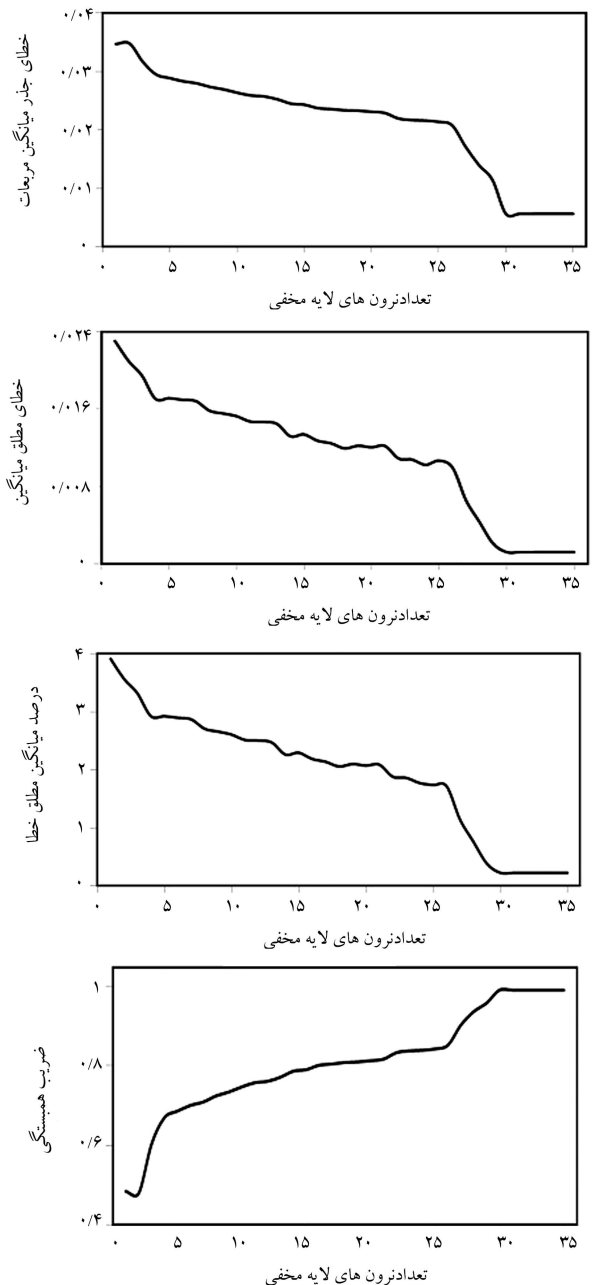 ۰/۰۴
۰/۰۳
۰/۰۲
۰/۰۱
۰
خطای جذر میانگین مربعات
۰ ۵ ۱۰ ۱۵ ۲۰ ۲۵ ۳۰ ۳۵
تعدادنرون های لایه مخفی
۰/۰۲۴
۰/۰۱۶
۰/۰۰۸
۰
خطای مطلق میانگین
۰ ۵ ۱۰ ۱۵ ۲۰ ۲۵ ۳۰ ۳۵
تعدادنرون های لایه مخفی
۴
۳
۲
۱
۰
درصد میانگین مطلق خطا
۰ ۵ ۱۰ ۱۵ ۲۰ ۲۵ ۳۰ ۳۵
تعدادنرون های لایه مخفی
۱
۰/۸
۰/۶
۰/۴
ضریب همبستگی
۰ ۵ ۱۰ ۱۵ ۲۰ ۲۵ ۳۰ ۳۵
تعدادنرون های لایه مخفی